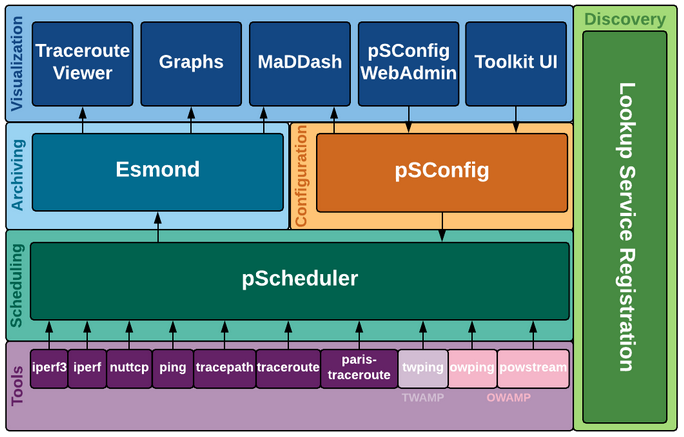 Visualization
Traceroute
Viewer
Graphs
MaDDash
pSConfig
WebAdmin
Toolkit UI
Discovery
Lookup Service Registration
Archiving
Esmond
Configuration
pSConfig
Scheduling
pScheduler
Tools
iperf3
iperf
nuttcp
ping
tracepath
traceroute
paris-
traceroute
twping
owping
powstream
TWAMP
OWAMP